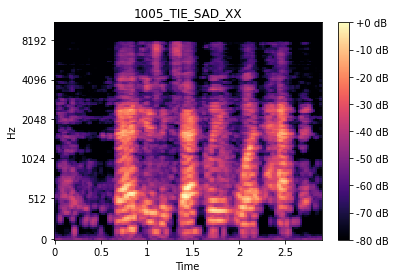 1005_TIE_SAD_XX
+0 dB
8192
-10 dB
4096
-20 dB
-30 dB
2048
-40 dB
Hz
1024
-50 dB
512
-60 dB
-70 dB
0
-80 dB
0 0.5 1 1.5 2 2.5
Time